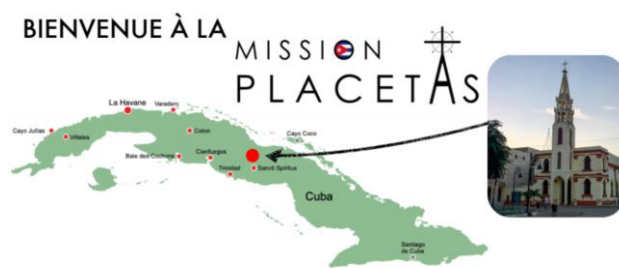 BIENVENUE À LA
MISSION
PLACETAS
La Havane
Varadero
Cayo Jutías
Viñales
Colon
Cayo Coco
Baie des Cochons
Cienfuegos
Trinidad
Sancti Spiritus
Cuba
Santiago
de Cuba